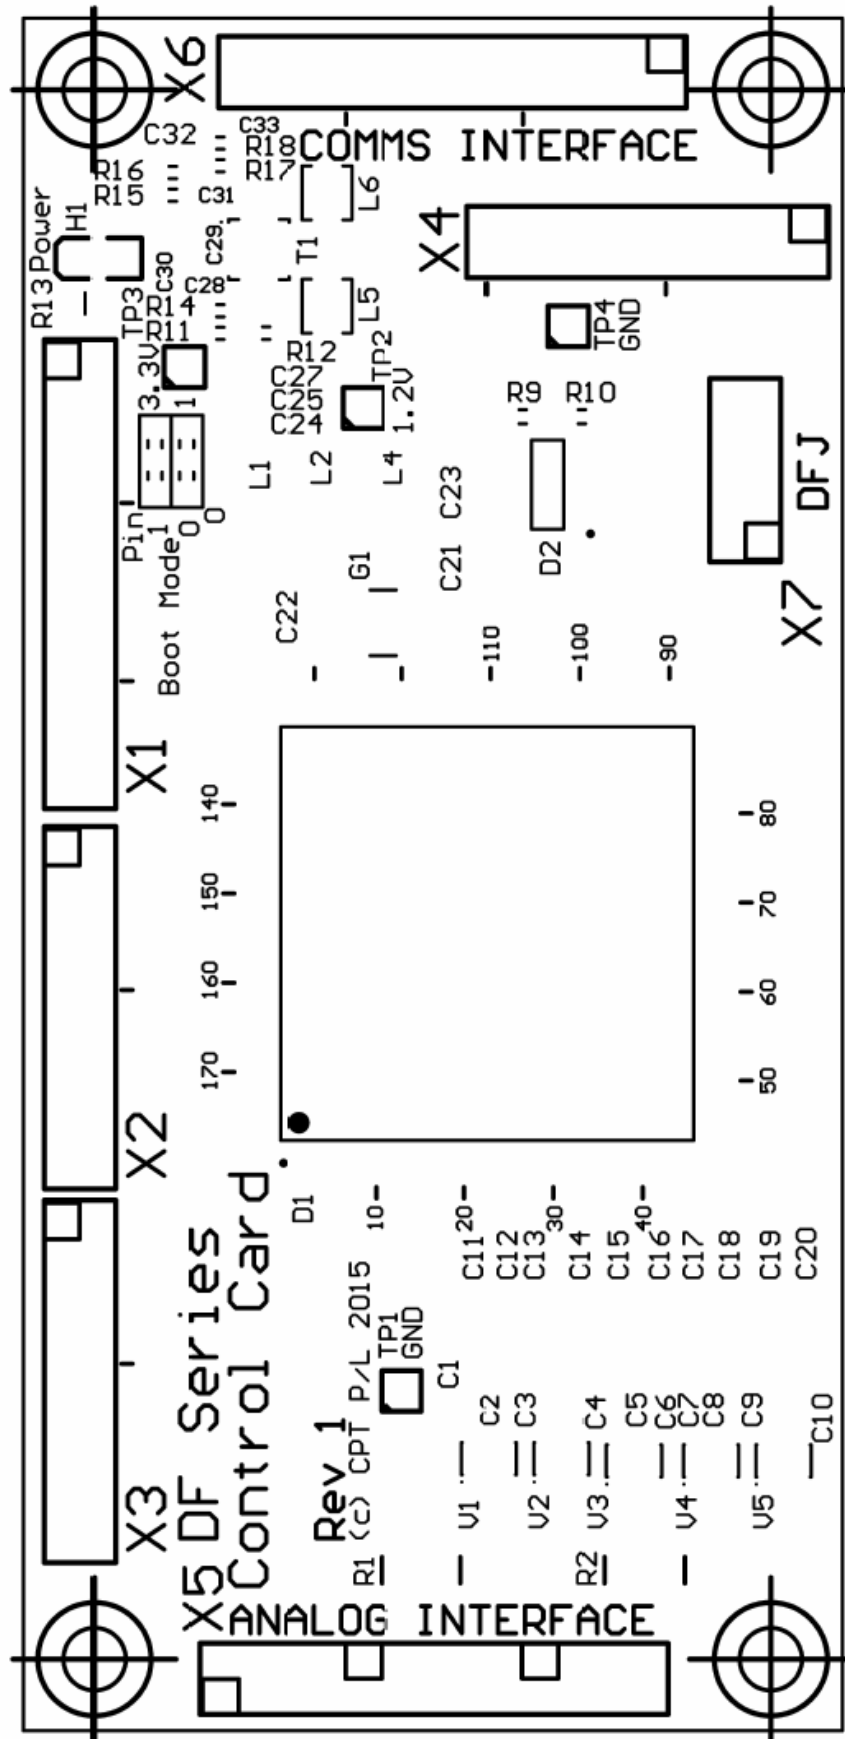 X6
COMMS INTERFACE
C32
C33
R18
R17
R16
R15
C31
L6
Power
H1
C29
T1
X4
C30
C28
R13
TP3
R14
R11
L5
TP4
GND
3.3V
R12
TP2
C27
C25
C24
1.2V
1
R9
R10
L1
L2
L4
C23
DFJ
Pin
1
0
0
Boot Mode
G1
C21
D2
C22
X7
110
100
90
X1
140
150
160
170
80
70
60
50
X2
D1
10
20
30
40
C11
C12
C13
C14
C15
C16
C17
C18
C19
C20
X3
DF Series
Control Card
Rev 1
(c) CPT P/L 2015
TP1
GND
C1
C2
C3
C4
C5
C6
C7
C8
C9
C10
V1
V2
V3
V4
V5
R1
R2
X5
ANALOG INTERFACE